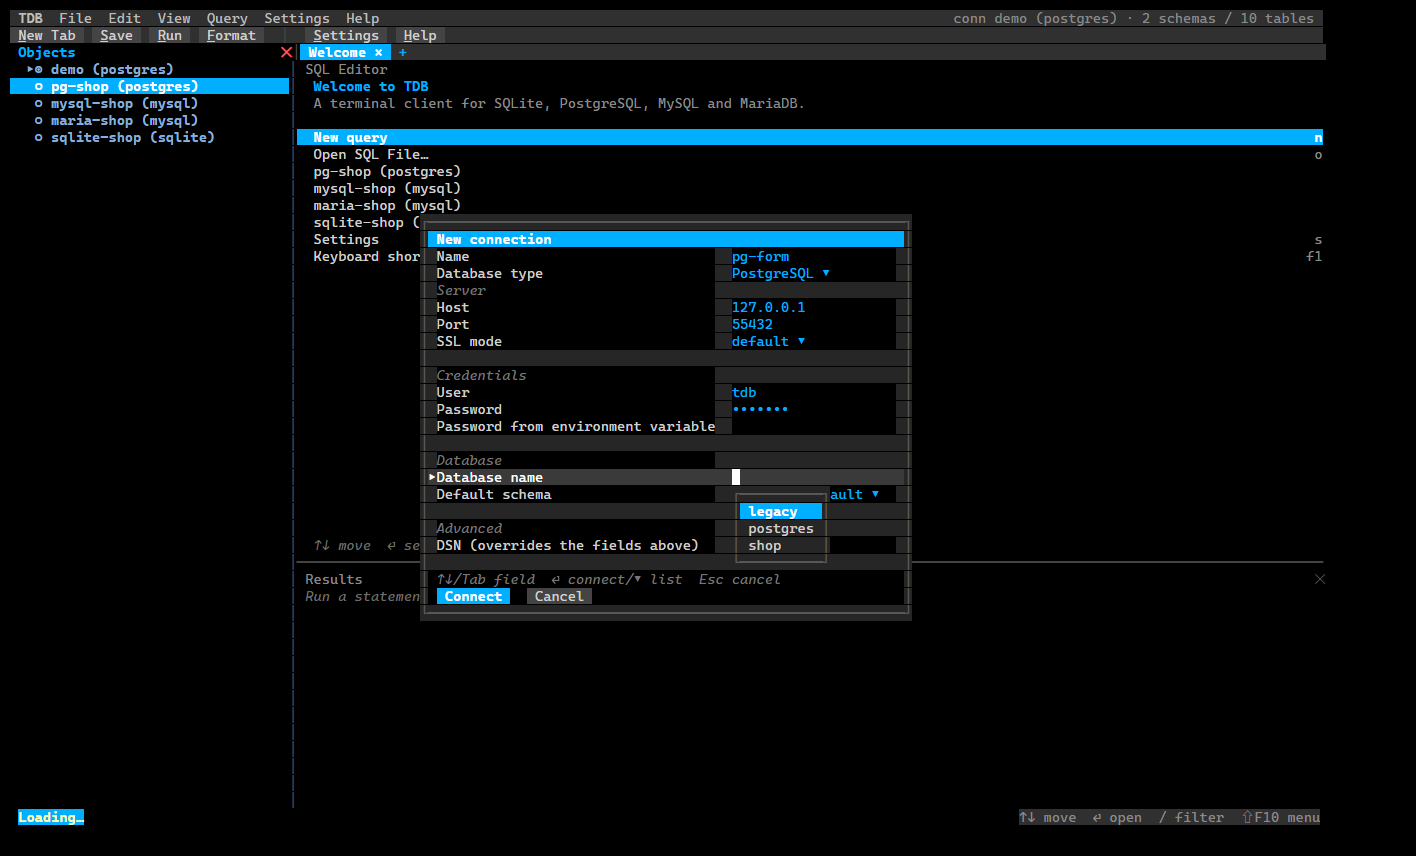 TDB File Edit View Query Settings Help conn demo (postgres) · 2 schemas / 10 tables
New Tab Save Run Format Settings Help
Objects × Welcome × +
▸⊙ demo (postgres) SQL Editor
○ pg-shop (postgres) Welcome to TDB
○ mysql-shop (mysql) A terminal client for SQLite, PostgreSQL, MySQL and MariaDB.
○ maria-shop (mysql)
○ sqlite-shop (sqlite) New query n
Open SQL File… o
pg-shop (postgres)
mysql-shop (mysql)
maria-shop (mysql)
sqlite-shop (
Settings s
Keyboard shor f1
New connection
Name pg-form
Database type PostgreSQL ▼
Server
Host 127.0.0.1
Port 55432
SSL mode default ▼
Credentials
User tdb
Password •••••••
Password from environment variable
Database
▸Database name
Default schema ault ▼
legacy
Advanced postgres
DSN (overrides the fields above) shop
↑↓/Tab field ↵ connect/▼ list Esc cancel
Connect Cancel
↑↓ move ↵ se
Results ×
Run a statemen
Loading… ↑↓ move ↵ open / filter ⇧F10 menu